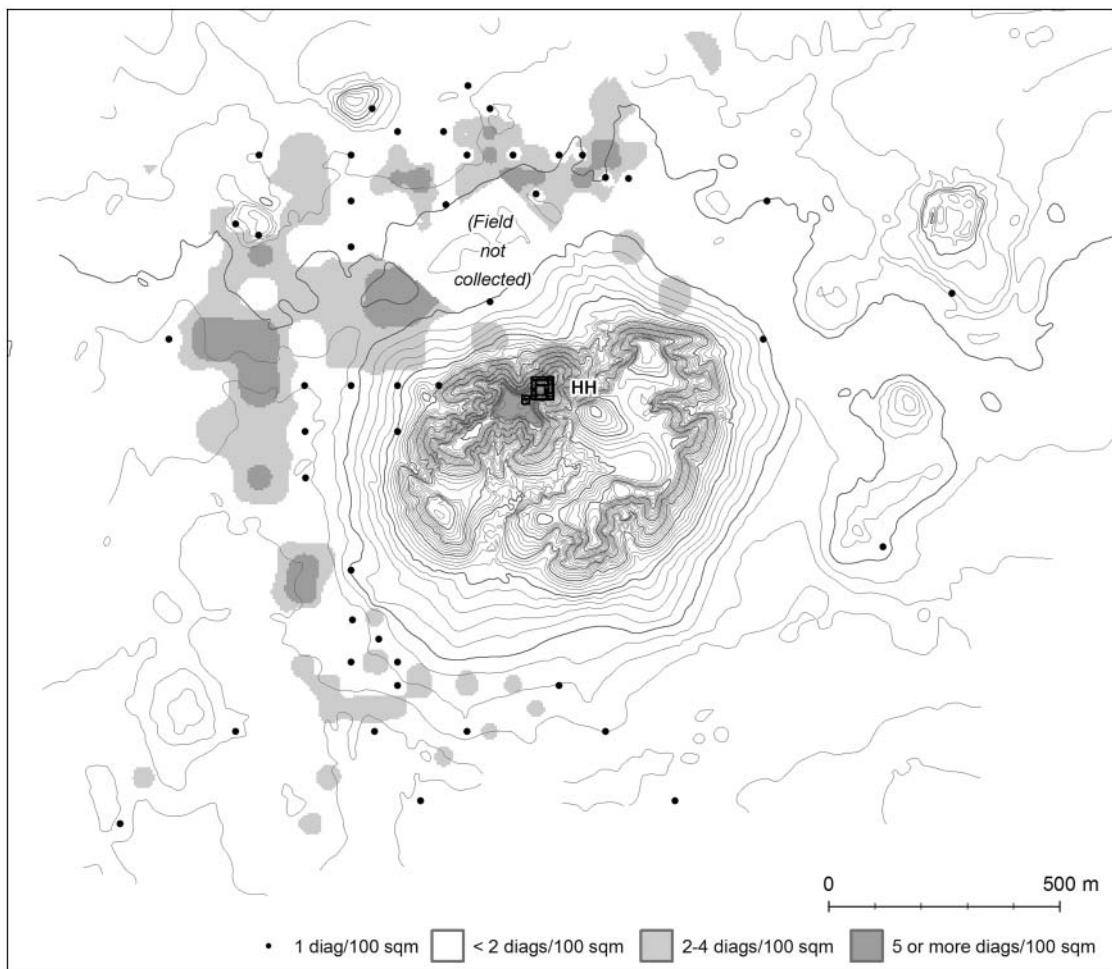 (Field
not
collected)
HH
0 500 m
1 diag/100 sqm < 2 diags/100 sqm 2-4 diags/100 sqm 5 or more diags/100 sqm